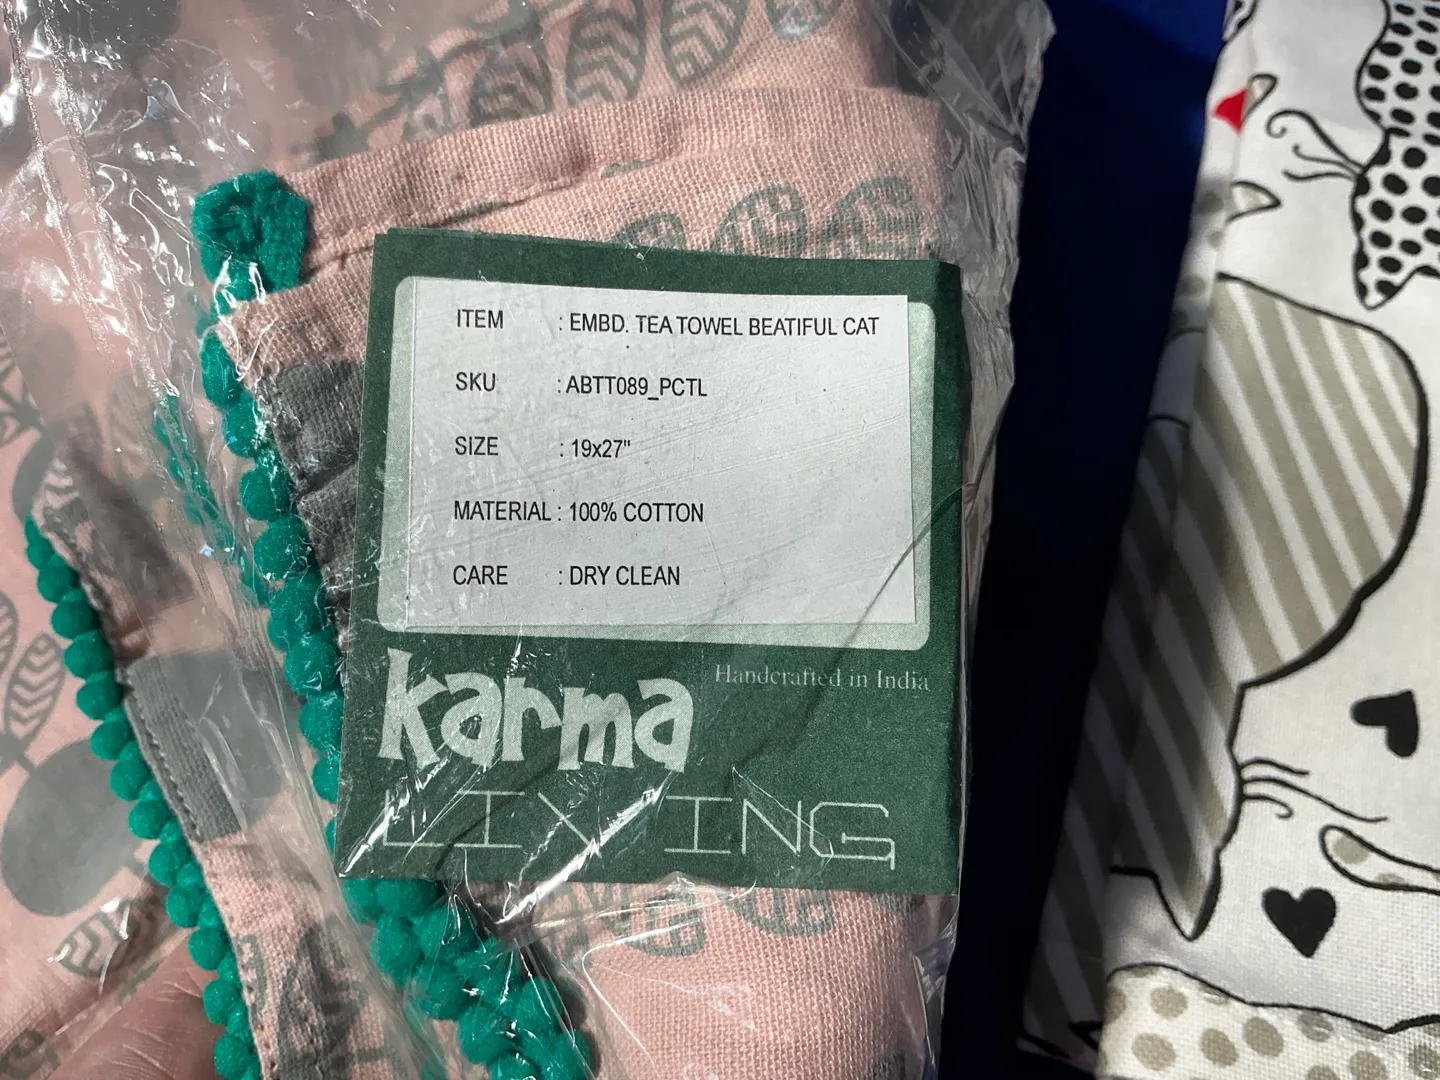 ITEM : EMBD. TEA TOWEL BEATIFUL CAT
SKU : ABTT089_PCTL
SIZE : 19x27"
MATERIAL : 100% COTTON
CARE : DRY CLEAN
Handcrafted in India
karma
LIVING